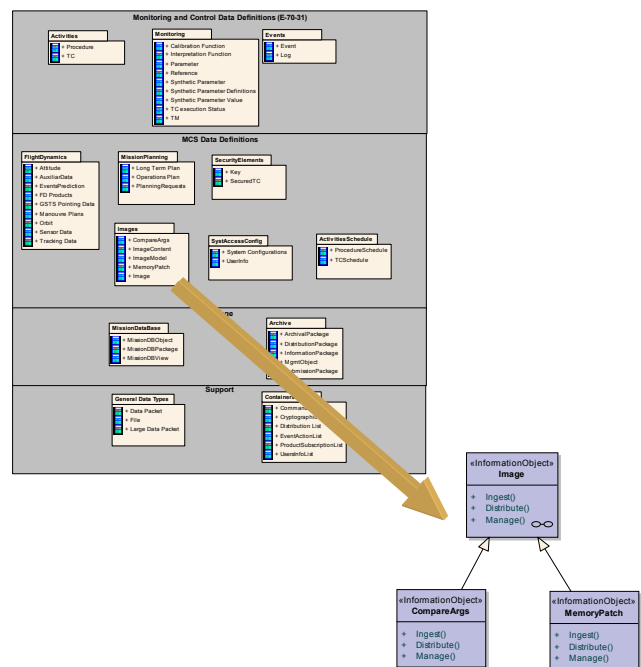 Monitoring and Control Data Definitions (E-70-31)
Activities
+ Procedure
+ TC
Monitoring
+ Calibration Function
+ Interpretation Function
+ Parameter
+ Reference
+ Synthetic Parameter
+ Synthetic Parameter Definitions
+ Synthetic Parameter Value
+ TC execution Status
+ TM
Events
+ Event
+ Log
MCS Data Definitions
FlightDynamics
+ Attitude
+ AuxiliarData
+ EventsPrediction
+ FD Products
+ GSTS Pointing Data
+ Manouvre Plans
+ Orbit
+ Sensor Data
+ Tracking Data
MissionPlanning
+ Long Term Plan
+ Operations Plan
+ PlanningRequests
SecurityElements
+ Key
+ SecuredTC
Images
+ CompareArgs
+ ImageContent
+ ImageModel
+ MemoryPatch
+ Image
SystAccessConfig
+ System Configurations
+ UserInfo
ActivitiesSchedule
+ ProcedureSchedule
+ TCSchedule
MissionDataBase
+ MissionDBObject
+ MissionDBPackage
+ MissionDBView
Archive
+ ArchivalPackage
+ DistributionPackage
+ InformationPackage
+ MgmtObject
Support
General Data Types
+ Data Packet
+ File
+ Large Data Packet
+ Distribution List
+ EventActionList
+ ProductSubscriptionList
+ UsersInfoList
«InformationObject»
Image
+ Ingest()
+ Distribute()
+ Manage()
«InformationObject»
CompareArgs
+ Ingest()
+ Distribute()
+ Manage()
«InformationObject»
MemoryPatch
+ Ingest()
+ Distribute()
+ Manage()